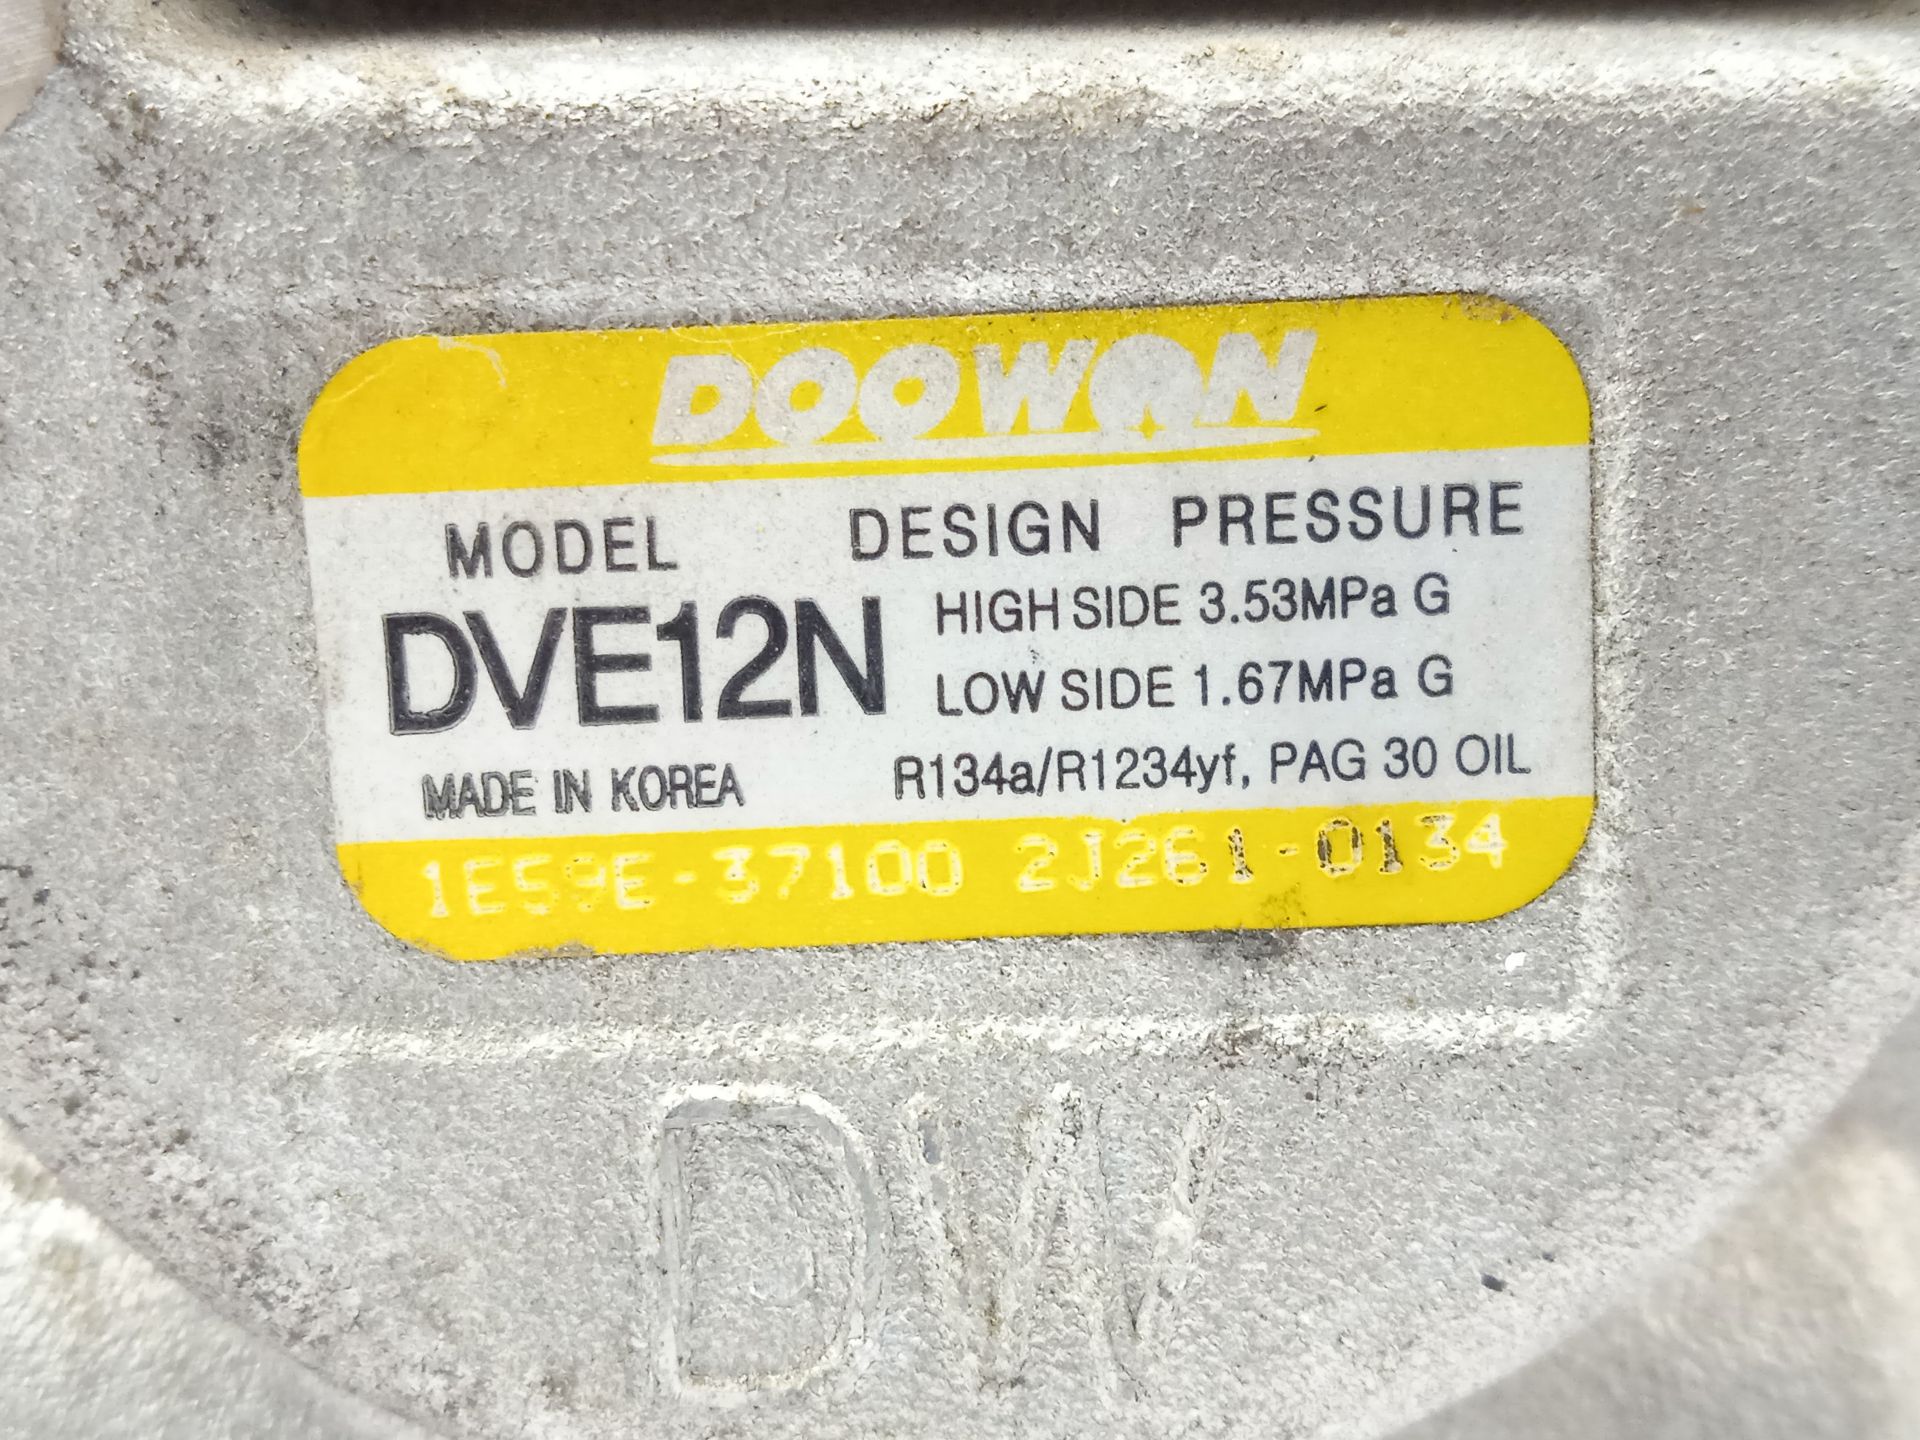 DOOWON
MODEL DESIGN PRESSURE
DVE12N HIGH SIDE 3.53MPa G
LOW SIDE 1.67MPa G
MADE IN KOREA R134a/R1234yf, PAG 30 OIL
1E59E-37100 2J261-0134
DW